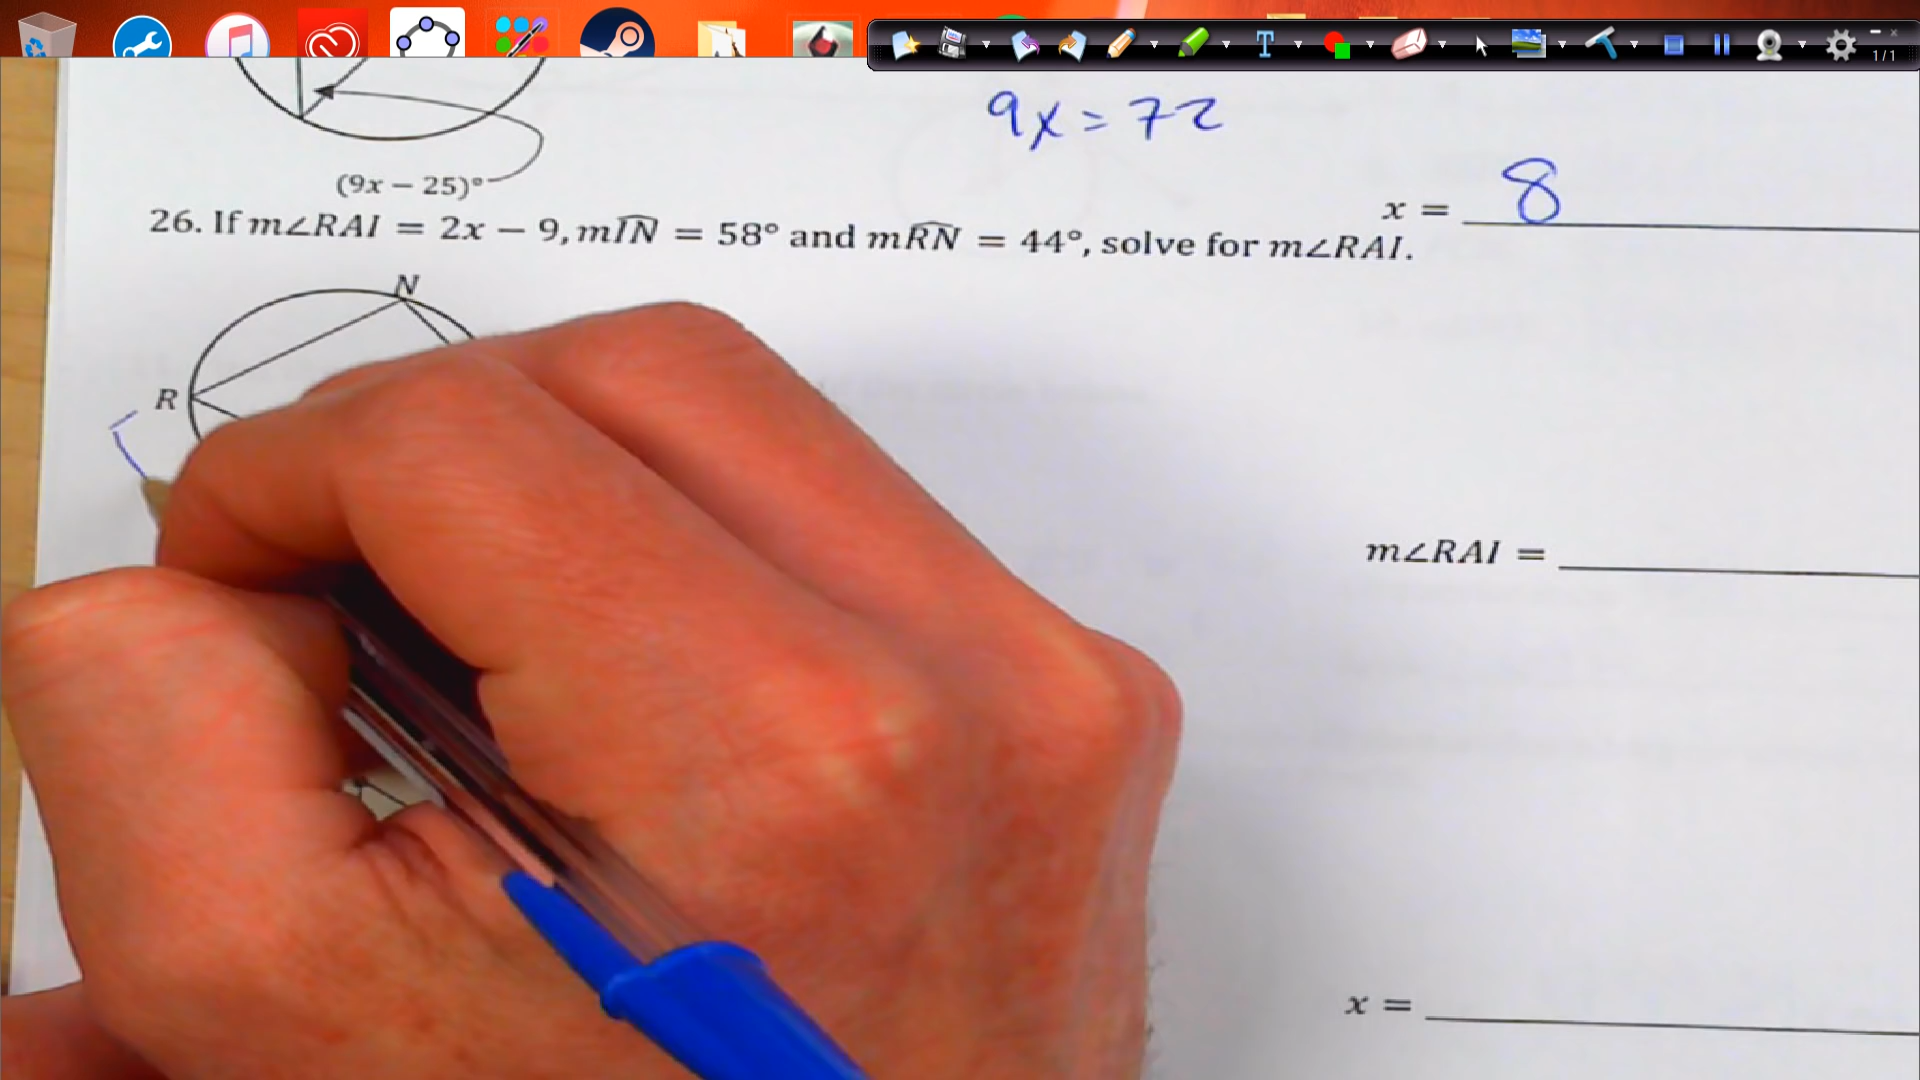 1/1
9x = 72
(9x − 25)°
x = 8
26. If m∠RAI = 2x − 9, mIN͡ = 58° and mRN͡ = 44°, solve for m∠RAI.
N
R
m∠RAI =
x =